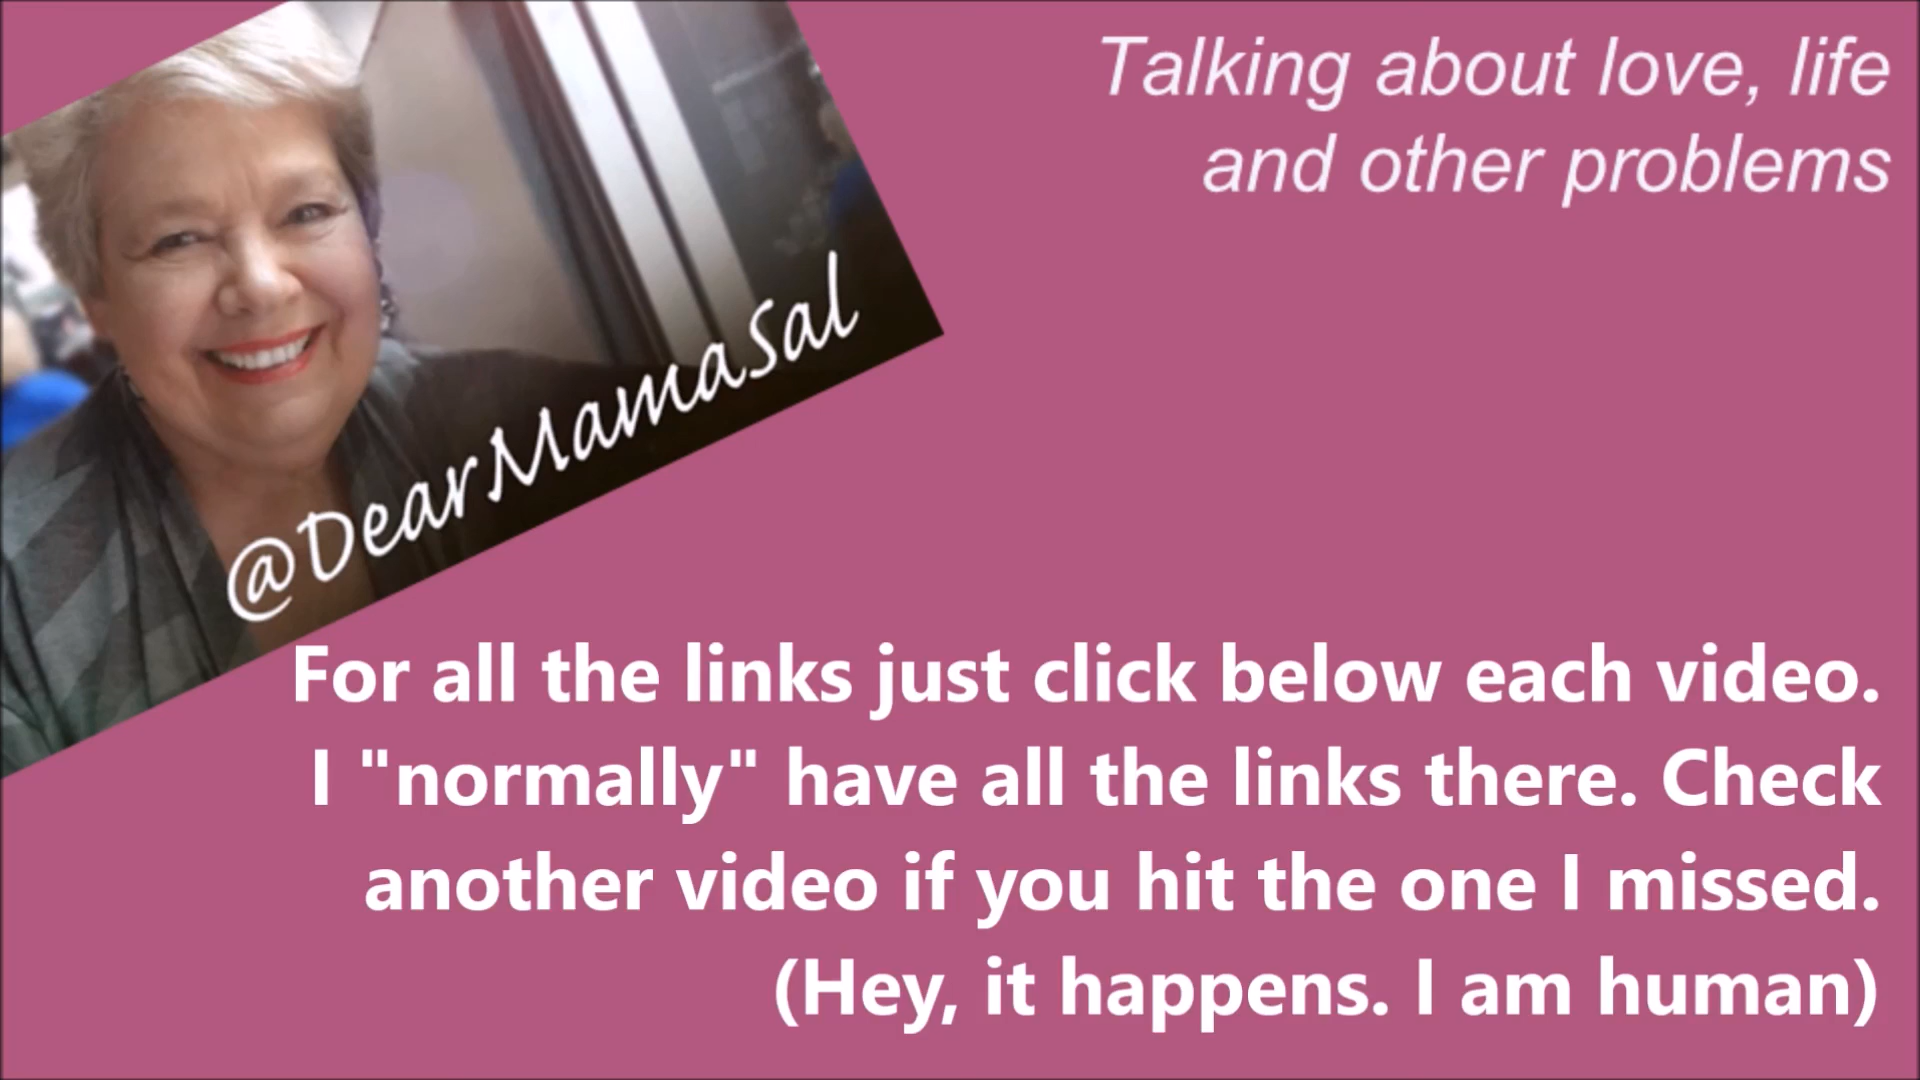 Talking about love, life
and other problems
@DearMamaSal
For all the links just click below each video.
I "normally" have all the links there. Check
another video if you hit the one I missed.
(Hey, it happens. I am human)